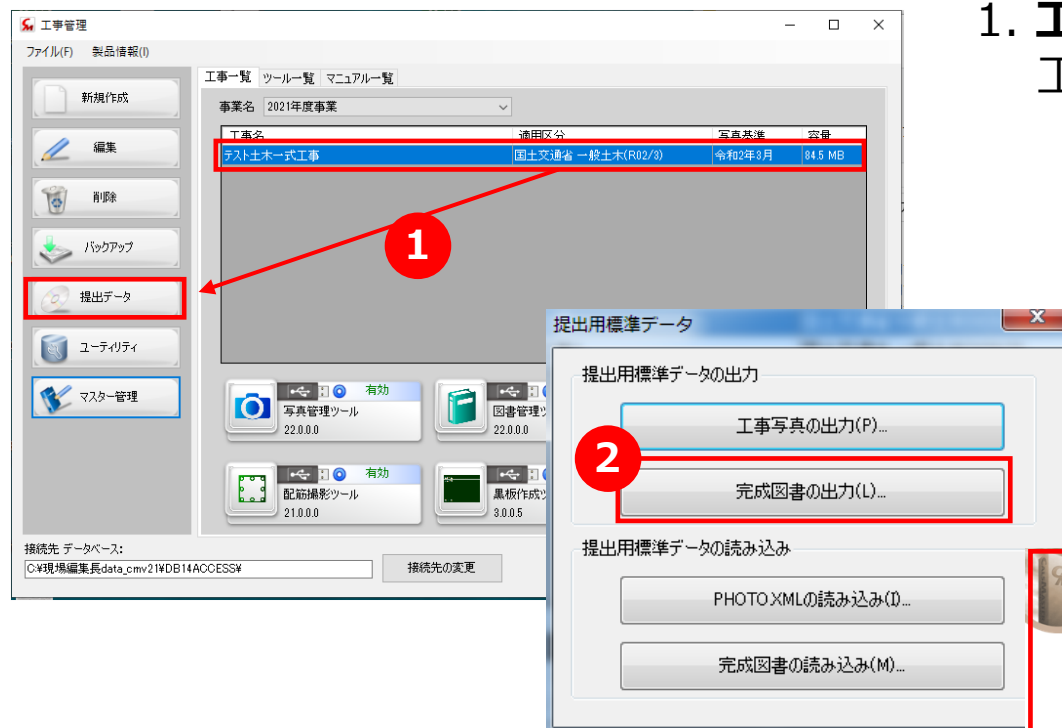 工事管理
ファイル(F) 製品情報(I)
新規作成
編集
削除
バックアップ
提出データ
ユーティリティ
マスター管理
工事一覧 ツール一覧 マニュアル一覧
事業名 2021年度事業
工事名 適用区分 写真基準 容量
テスト土木一式工事 国土交通省 一般土木(R02/3) 令和2年3月 84.5 MB
1
有効
写真管理ツール
22.0.0.0
図書管理
22.0.0.0
有効
配筋撮影ツール
21.0.0.0
黒板作成
3.0.0.5
接続先 データベース:
C:¥現場編集長data_cmv21¥DB14ACCESS¥ 接続先の変更
1. 工
工
提出用標準データ
提出用標準データの出力
工事写真の出力(P)...
2
完成図書の出力(L)...
提出用標準データの読み込み
PHOTO.XMLの読み込み(I)...
完成図書の読み込み(M)...